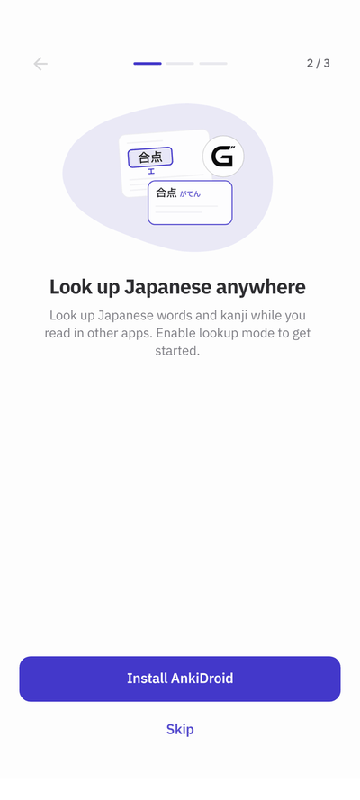 2 / 3
合点
G
合点 がてん
Look up Japanese anywhere
Look up Japanese words and kanji while you
read in other apps. Enable lookup mode to get
started.
Install AnkiDroid
Skip